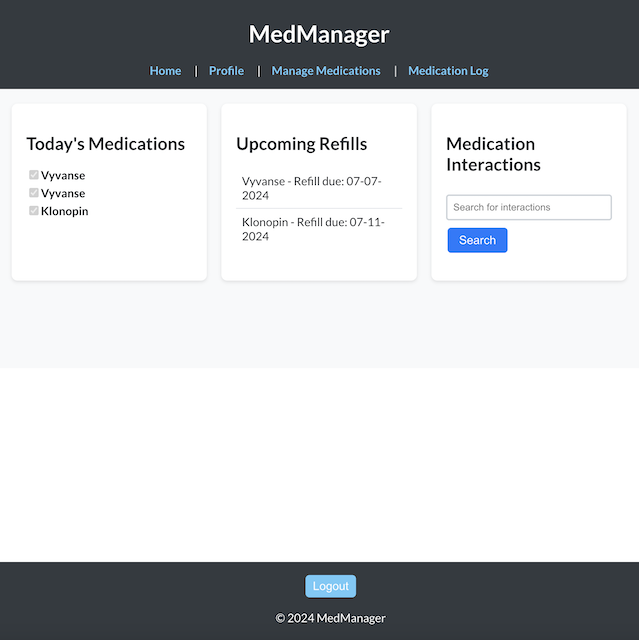 MedManager
Home | Profile | Manage Medications | Medication Log
Today's Medications
Vyvanse
Vyvanse
Klonopin
Upcoming Refills
Vyvanse - Refill due: 07-07-
2024
Klonopin - Refill due: 07-11-
2024
Medication
Interactions
Search for interactions
Search
Logout
© 2024 MedManager